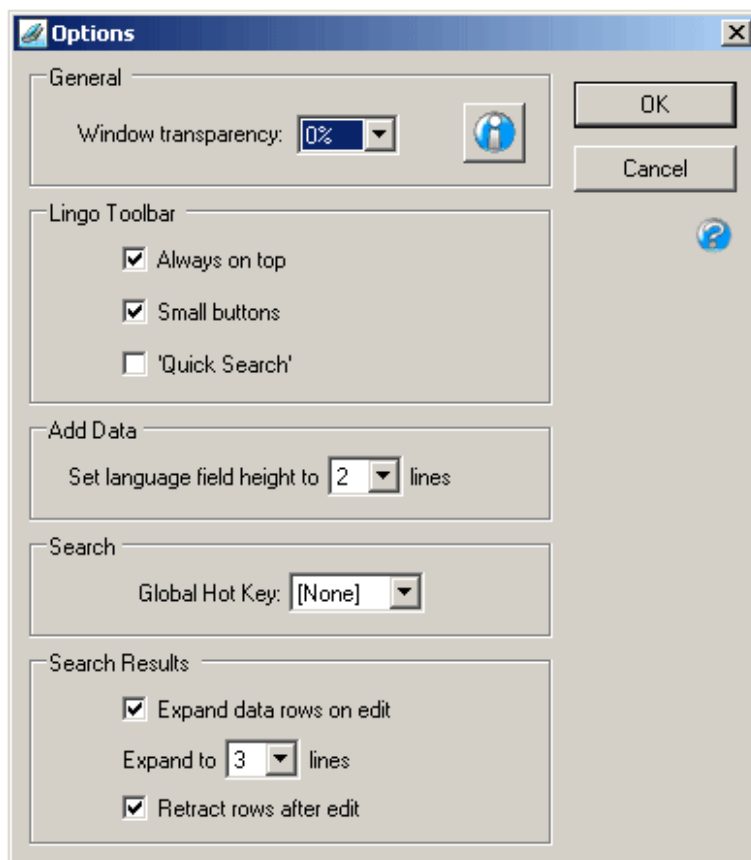 Options
General
Window transparency: 0%
OK
Cancel
Lingo Toolbar
Always on top
Small buttons
'Quick Search'
Add Data
Set language field height to 2 lines
Search
Global Hot Key: [None]
Search Results
Expand data rows on edit
Expand to 3 lines
Retract rows after edit